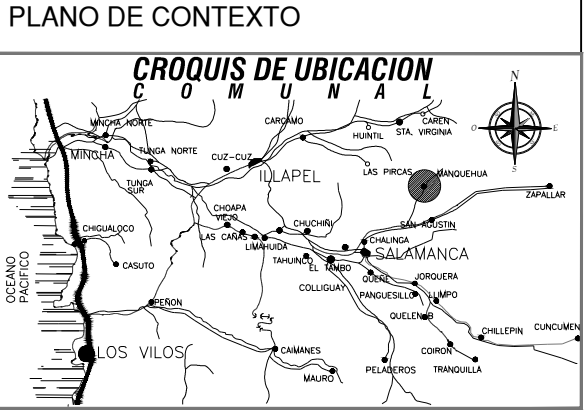 PLANO DE CONTEXTO
CROQUIS DE UBICACION
C O M U N A L
N
O
E
S
MINCHA NORTE
CARCAMO
CAREN
HUINTIL
STA. VIRGINIA
MINCHA
TUNGA NORTE
CUZ-CUZ
ILLAPEL
LAS PIRCAS
MANQUEHUA
TUNGA
SUR
ZAPALLAR
CHOAPA
VIEJO
CHUCHIÑI
SAN AGUSTIN
CHIGUALOCO
LAS CAÑAS
LIMAHUIDA
CHALINGA
SALAMANCA
OCEANO
PACIFICO
CASUTO
TAHUINCO
EL TAMBO
QUERE
JORQUERA
COLLIGUAY
PANGUESILLO
LLIMPO
PEÑON
QUELEN B
CHILLEPIN
CUNCUMEN
LOS VILOS
CAIMANES
COIRON
MAURO
PELADEROS
TRANQUILLA